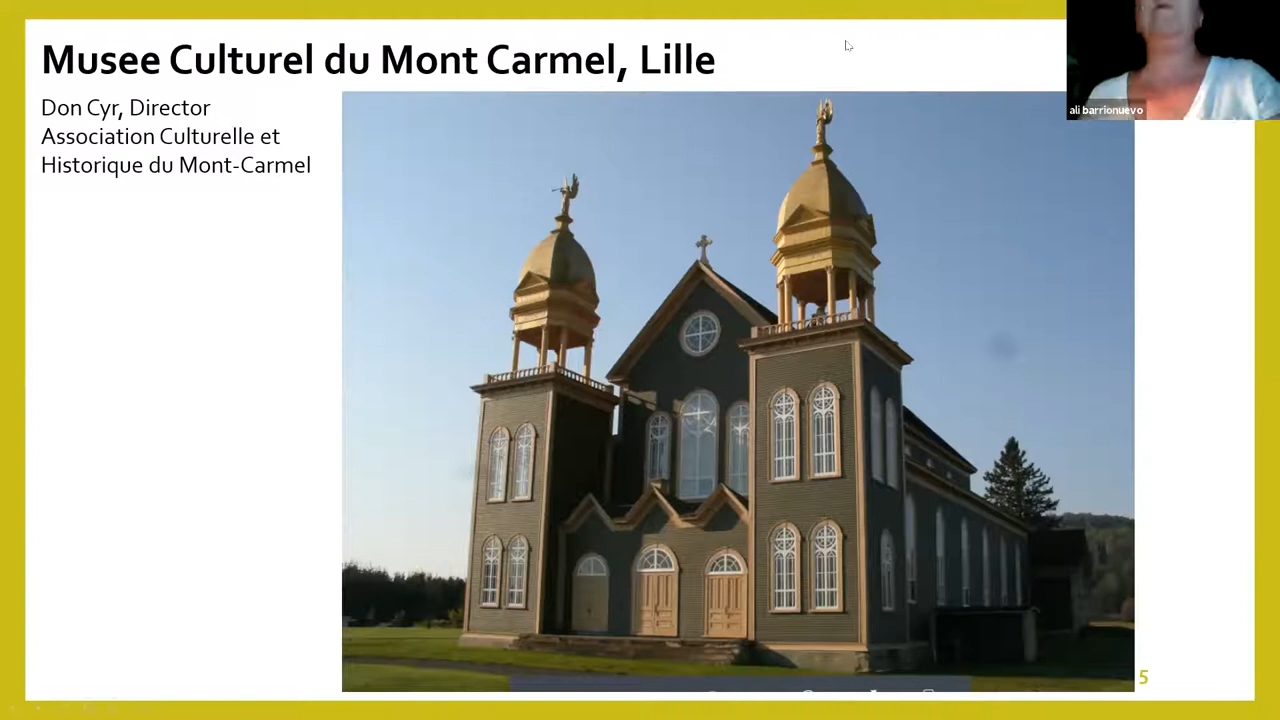 Musee Culturel du Mont Carmel, Lille
Don Cyr, Director
Association Culturelle et
Historique du Mont-Carmel
ali barrionuevo
5